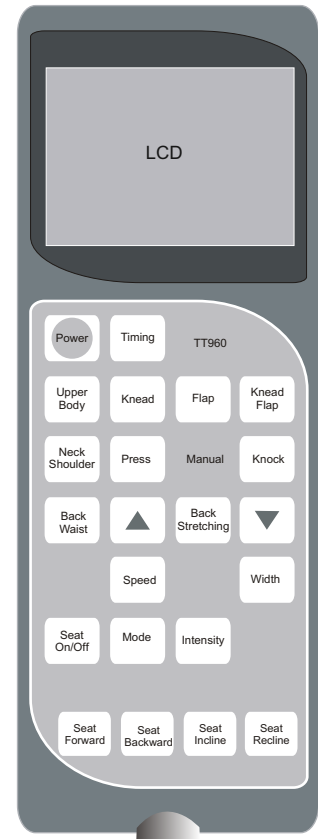 LCD
Power
Timing
TT960
Upper
Body
Knead
Flap
Knead
Flap
Neck
Shoulder
Press
Manual
Knock
Back
Waist
Back
Stretching
Speed
Width
Seat
On/Off
Mode
Intensity
Seat
Forward
Seat
Backward
Seat
Incline
Seat
Recline